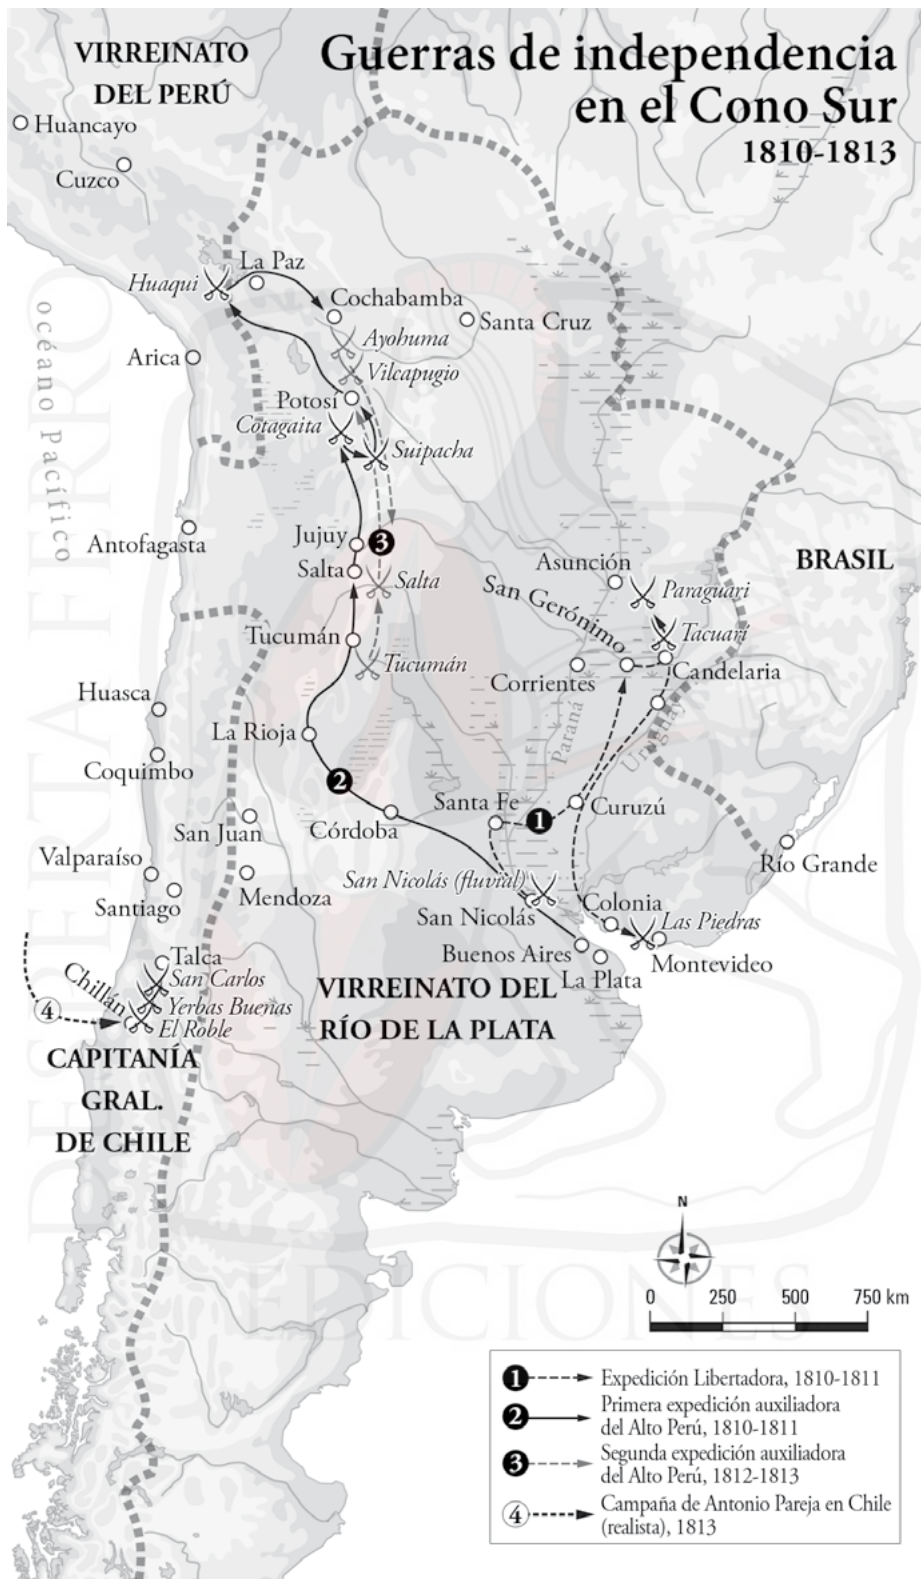 Guerras de independencia
en el Cono Sur
1810-1813
VIRREINATO
DEL PERÚ
Huancayo
Cuzco
océano Pacífico
La Paz
Huaqui
Cochabamba
Santa Cruz
Ayohuma
Arica
Vilcapugio
Potosí
Cotagaita
Suipacha
Antofagasta
Jujuy
3
Salta
Salta
Asunción
BRASIL
San Gerónimo
Paraguari
Tacuarí
Tucumán
Tucumán
Corrientes
Candelaria
Huasca
La Rioja
Paraná
Uruguay
Coquimbo
2
Santa Fe
1
Curuzú
San Juan
Córdoba
Valparaíso
Río Grande
Santiago
Mendoza
San Nicolás (fluvial)
San Nicolás
Colonia
Las Piedras
Buenos Aires
Montevideo
La Plata
Talca
San Carlos
Chillán
Yerbas Buenas
4
El Roble
VIRREINATO DEL
RÍO DE LA PLATA
CAPITANÍA
GRAL.
DE CHILE
DESPERTA FERRO
EDICIONES
N
0 250 500 750 km
1 Expedición Libertadora, 1810-1811
2 Primera expedición auxiliadora
del Alto Perú, 1810-1811
3 Segunda expedición auxiliadora
del Alto Perú, 1812-1813
4 Campaña de Antonio Pareja en Chile
(realista), 1813